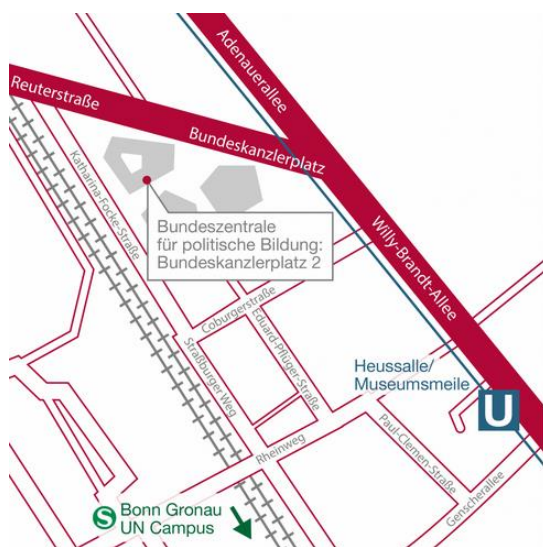 Adenauerallee
Reuterstraße
Bundeskanzlerplatz
Katharina-Focke-Straße
Bundeszentrale
für politische Bildung:
Bundeskanzlerplatz 2
Willy-Brandt-Allee
Coburgerstraße
Eduard-Pflüger-Straße
Straßburger Weg
Heussalle/
Museumsmeile
U
Paul-Clemen-Straße
Rheinweg
Genscherallee
S Bonn Gronau
UN Campus